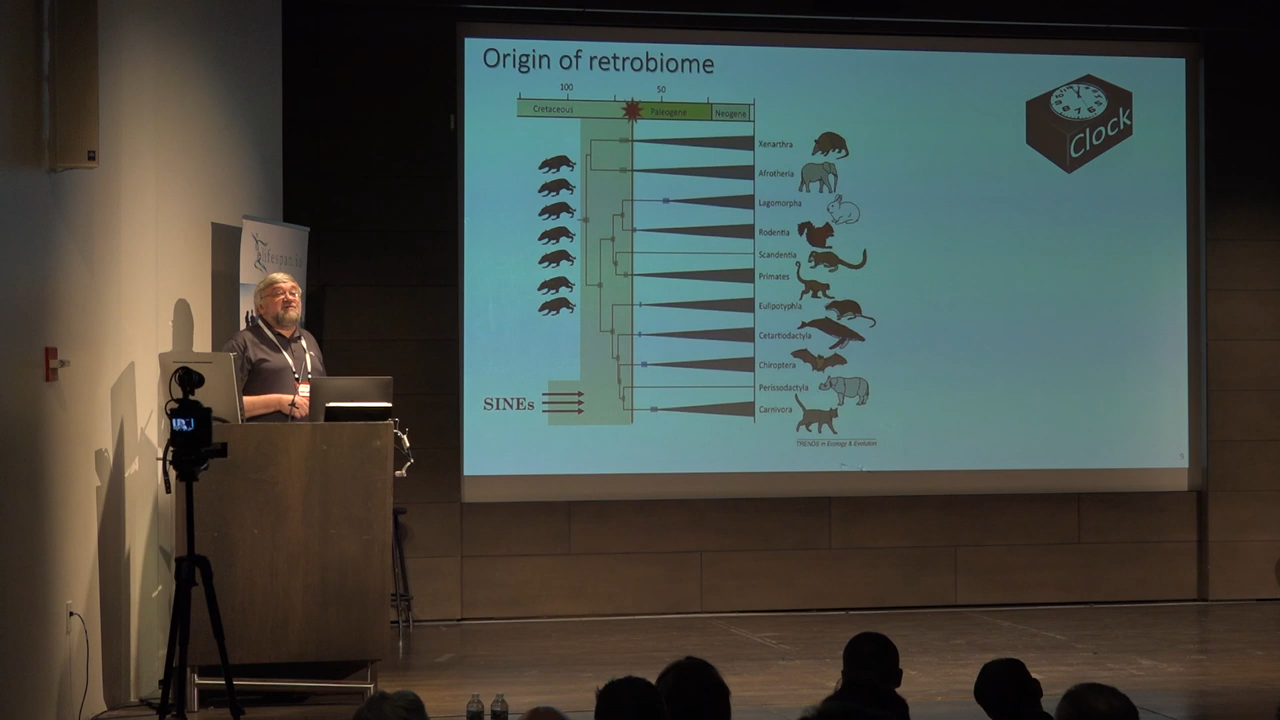 Origin of retrobiome
100
50
Cretaceous
Paleogene
Neogene
Clock
Xenarthra
Afrotheria
Lagomorpha
Rodentia
Scandentia
Primates
Eulipotyphla
Cetartiodactyla
Chiroptera
Perissodactyla
Carnivora
SINEs
TRENDS in Ecology & Evolution
9